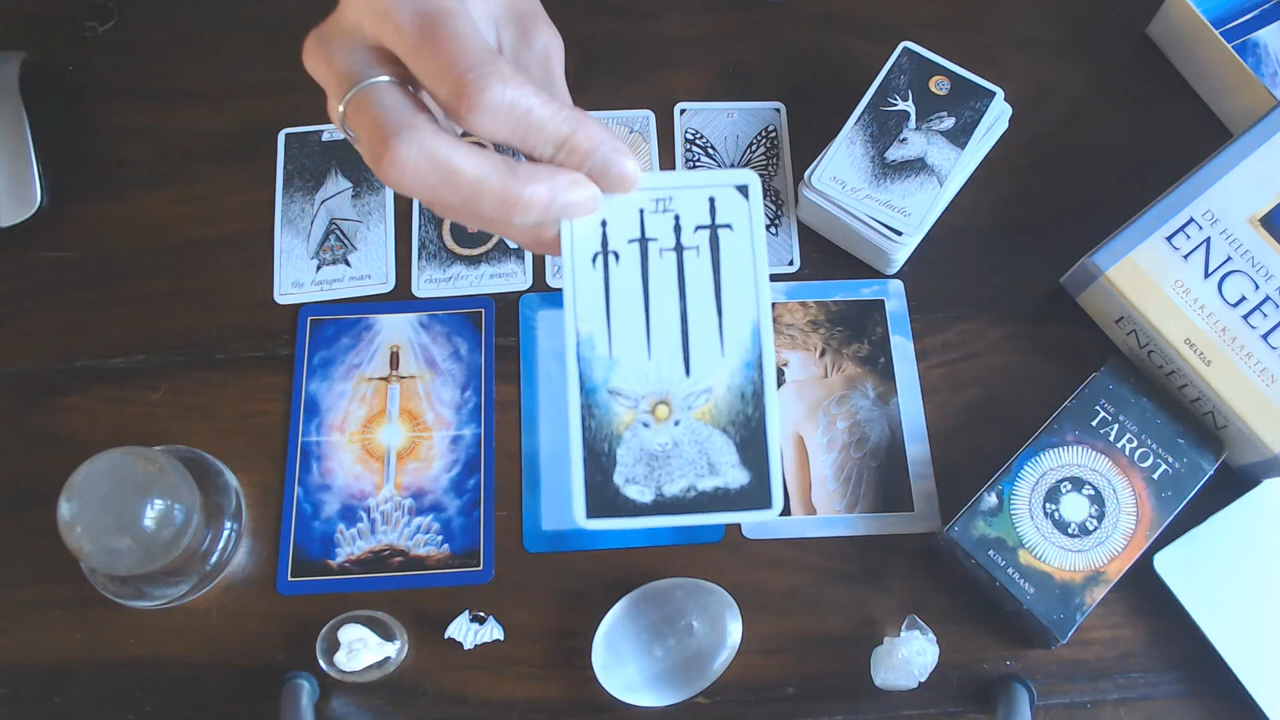 the hanged man
daughter of wands
II
son of pentacles
IV
DE HELENDE
ENGEL
ORAKELKAARTEN
DELTAS
ENGELEN
THE WILD UNKNOWN
TAROT
KIM KRANS